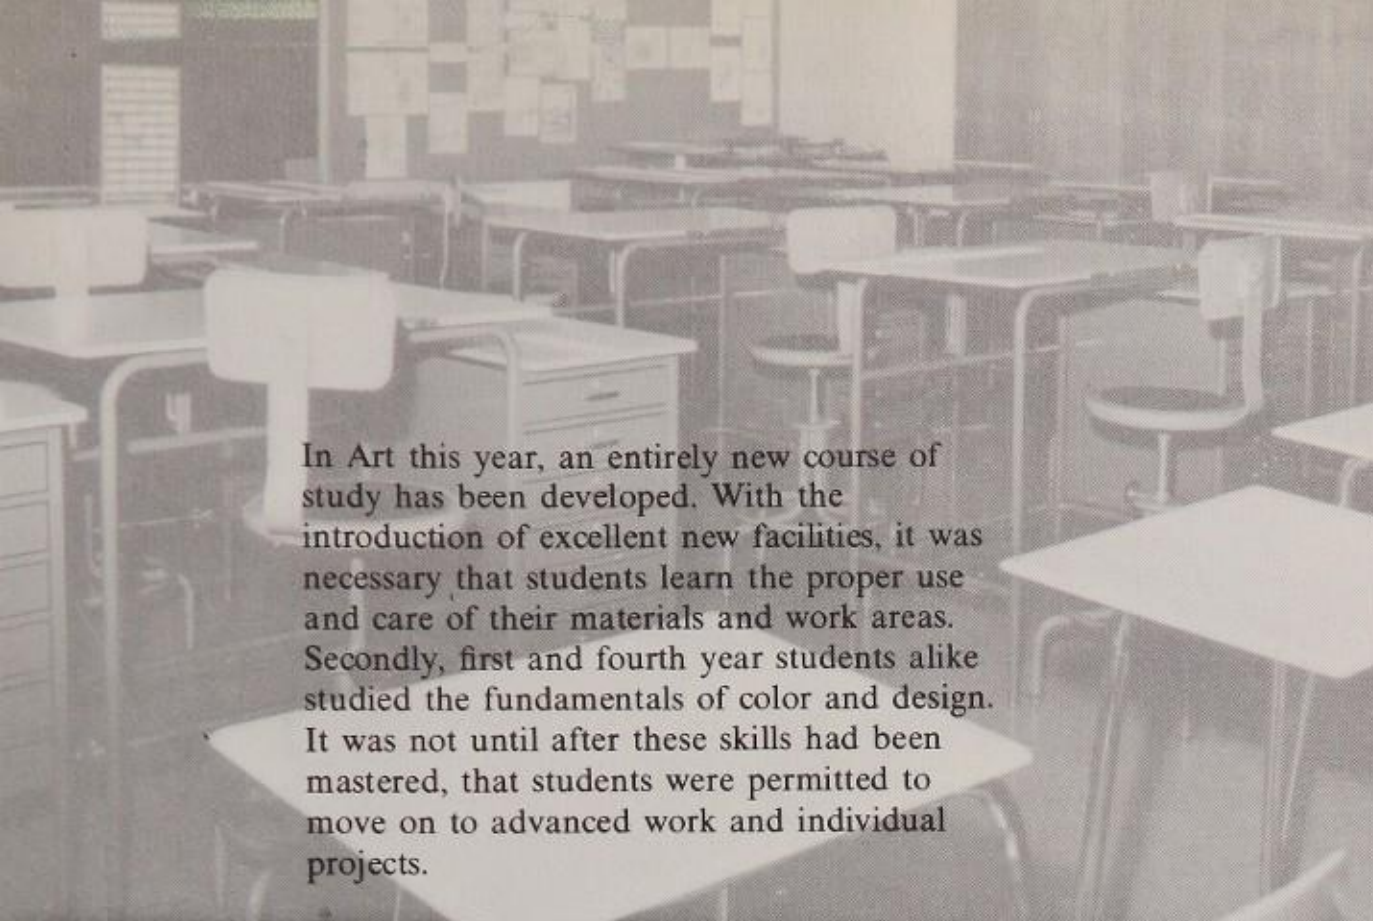 In Art this year, an entirely new course of
study has been developed. With the
introduction of excellent new facilities, it was
necessary that students learn the proper use
and care of their materials and work areas.
Secondly, first and fourth year students alike
studied the fundamentals of color and design.
It was not until after these skills had been
mastered, that students were permitted to
move on to advanced work and individual
projects.